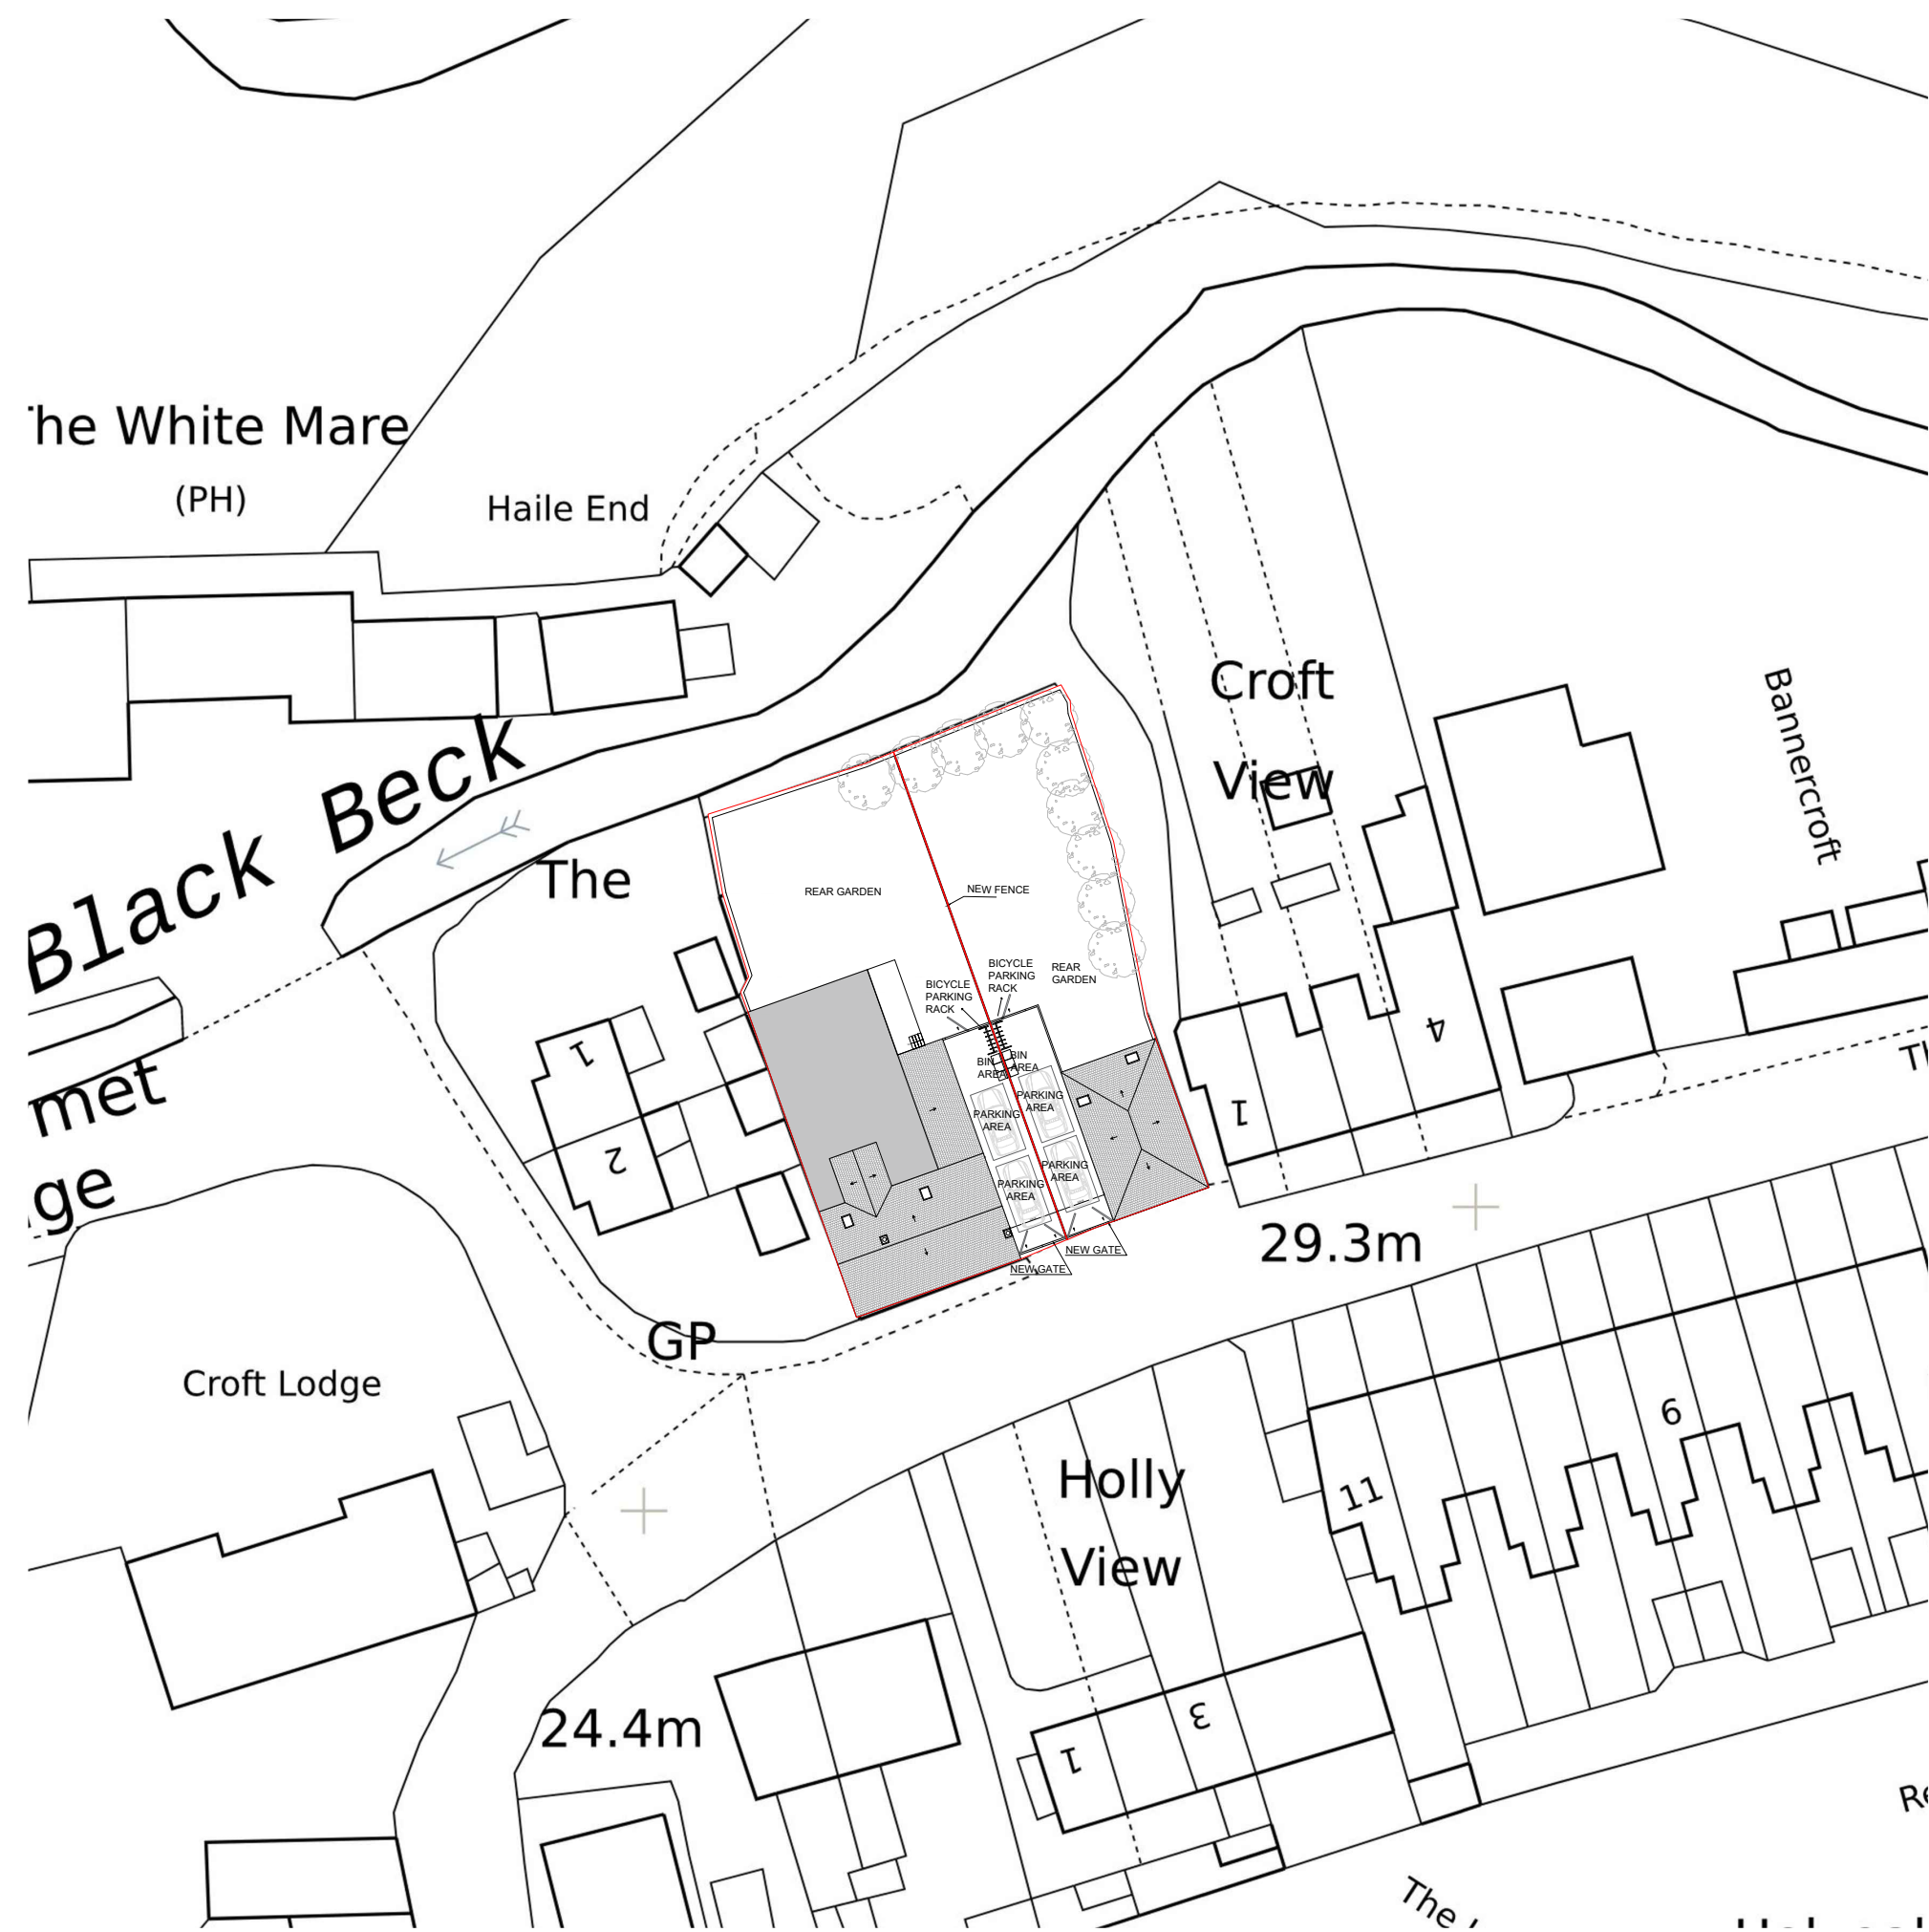 he White Mare
(PH)
Haile End
Croft
View
Bannercroft
Black Beck
The
REAR GARDEN
NEW FENCE
BICYCLE
PARKING
RACK
REAR
GARDEN
BICYCLE
PARKING
RACK
BIN
AREA
BIN
AREA
PARKING
AREA
PARKING
AREA
PARKING
AREA
PARKING
AREA
NEW GATE
NEW GATE
1
2
1
4
met
ge
29.3m
GP
Croft Lodge
Holly
View
11
6
3
1
24.4m
The